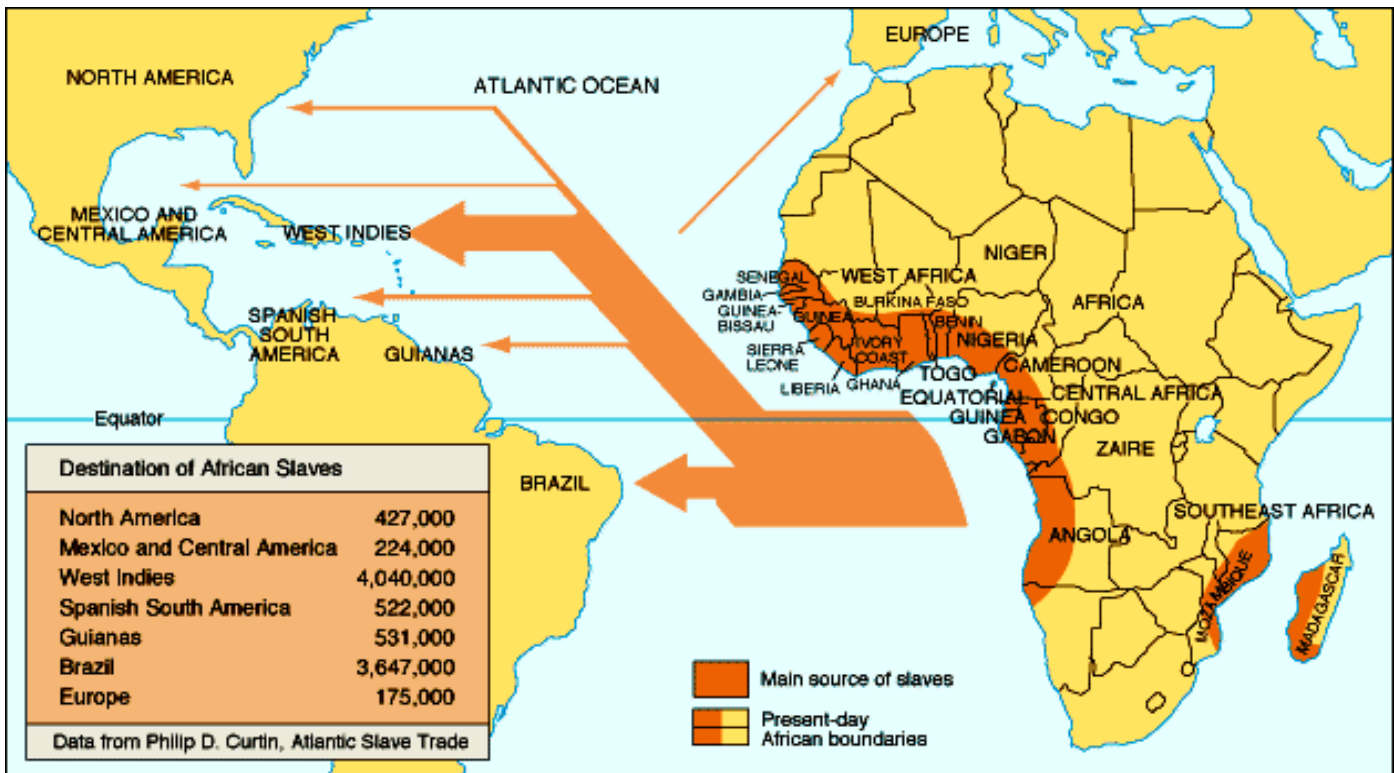 EUROPE
NORTH AMERICA
ATLANTIC OCEAN
MEXICO AND
CENTRAL AMERICA
WEST INDIES
NIGER
SENEGAL
WEST AFRICA
GAMBIA
BURKINA FASO
AFRICA
GUINEA-
BISSAU
GUINEA
BENIN
SPANISH
SOUTH
AMERICA
GUIANAS
SIERRA
LEONE
IVORY
COAST
NIGERIA
LIBERIA
GHANA
TOGO
CAMEROON
EQUATORIAL
GUINEA
CENTRAL AFRICA
CONGO
GABON
ZAIRE
Equator
BRAZIL
SOUTHEAST AFRICA
ANGOLA
MOZAMBIQUE
MADAGASCAR
Destination of African Slaves
North America 427,000
Mexico and Central America 224,000
West Indies 4,040,000
Spanish South America 522,000
Guianas 531,000
Brazil 3,647,000
Europe 175,000
Data from Philip D. Curtin, Atlantic Slave Trade
Main source of slaves
Present-day
African boundaries